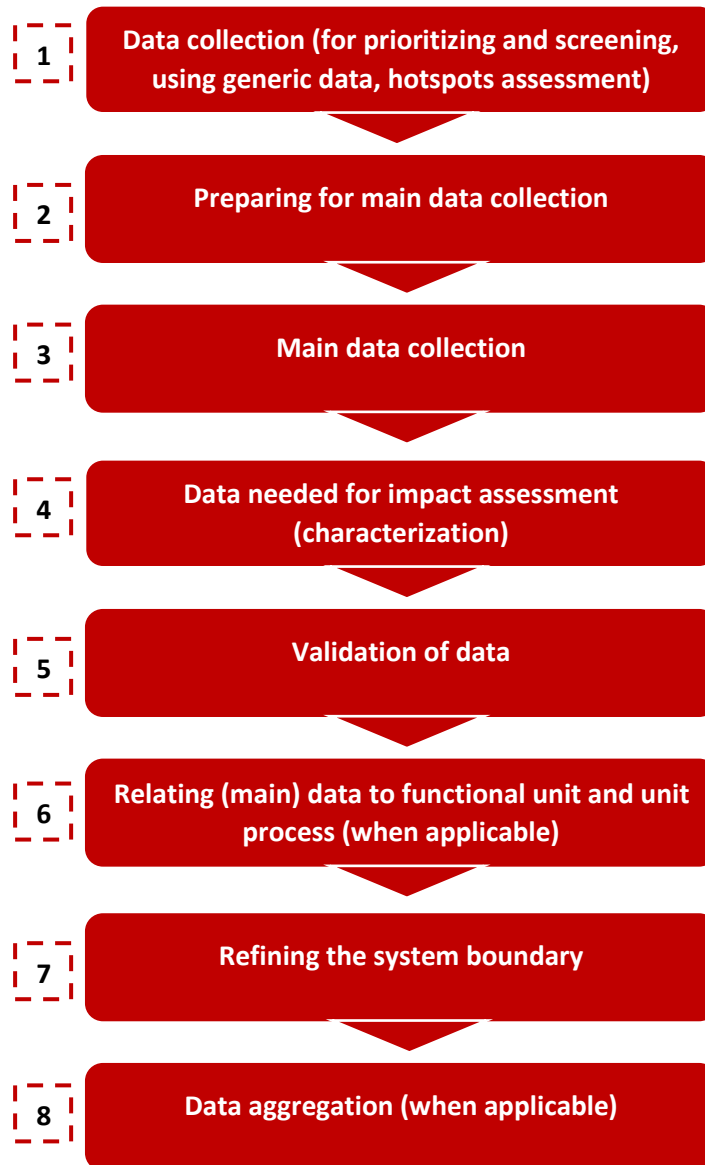 1
Data collection (for prioritizing and screening,
using generic data, hotspots assessment)
2
Preparing for main data collection
3
Main data collection
4
Data needed for impact assessment
(characterization)
5
Validation of data
6
Relating (main) data to functional unit and unit
process (when applicable)
7
Refining the system boundary
8
Data aggregation (when applicable)